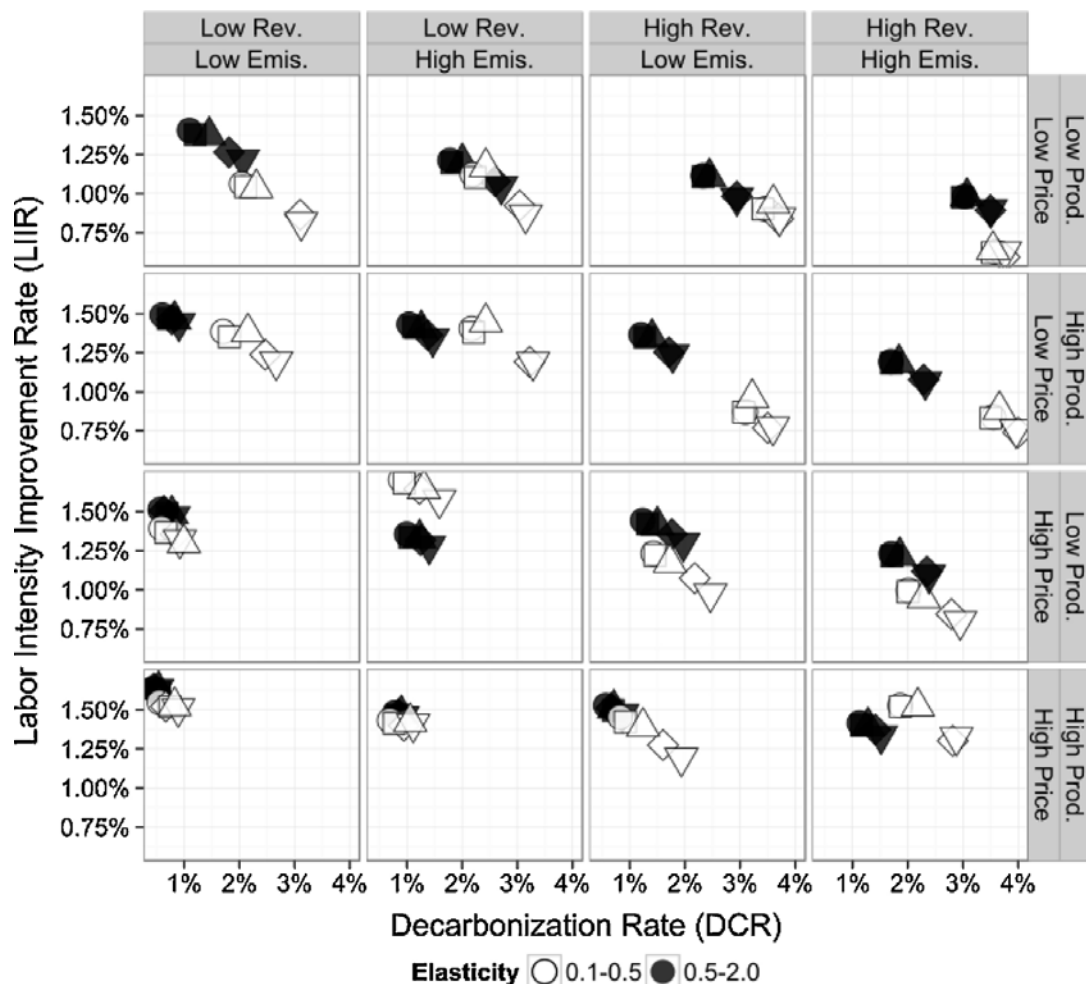 Low Rev. Low Rev. High Rev. High Rev.
Low Emis. High Emis. Low Emis. High Emis.
Labor Intensity Improvement Rate (LIIR)
1.50%
1.25%
1.00%
0.75%
Low Prod.
Low Price
1.50%
1.25%
1.00%
0.75%
High Prod.
Low Price
1.50%
1.25%
1.00%
0.75%
Low Prod.
High Price
1.50%
1.25%
1.00%
0.75%
High Prod.
High Price
1% 2% 3% 4% 1% 2% 3% 4% 1% 2% 3% 4% 1% 2% 3% 4%
Decarbonization Rate (DCR)
Elasticity 0.1-0.5 0.5-2.0